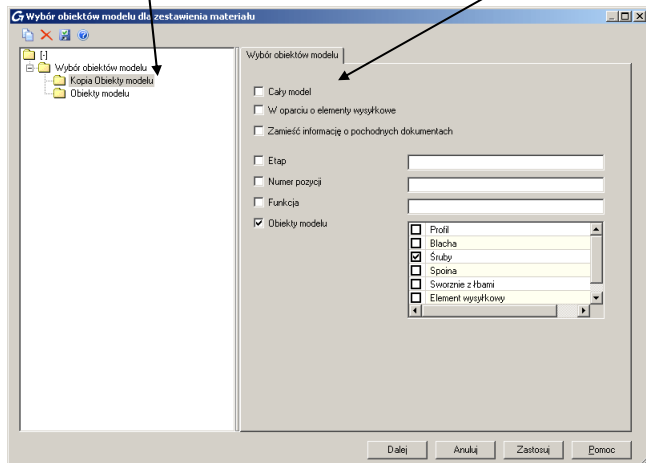 Wybór obiektów modelu dla zestawienia materiału
[-]
Wybór obiektów modelu
Kopia Obiekty modelu
Obiekty modelu
Wybór obiektów modelu
Cały model
W oparciu o elementy wysyłkowe
Zamieść informację o pochodnych dokumentach
Etap
Numer pozycji
Funkcja
Obiekty modelu
Profil
Blacha
Śruby
Spoina
Sworznie z łbami
Element wysyłkowy
Dalej
Anuluj
Zastosuj
Pomoc